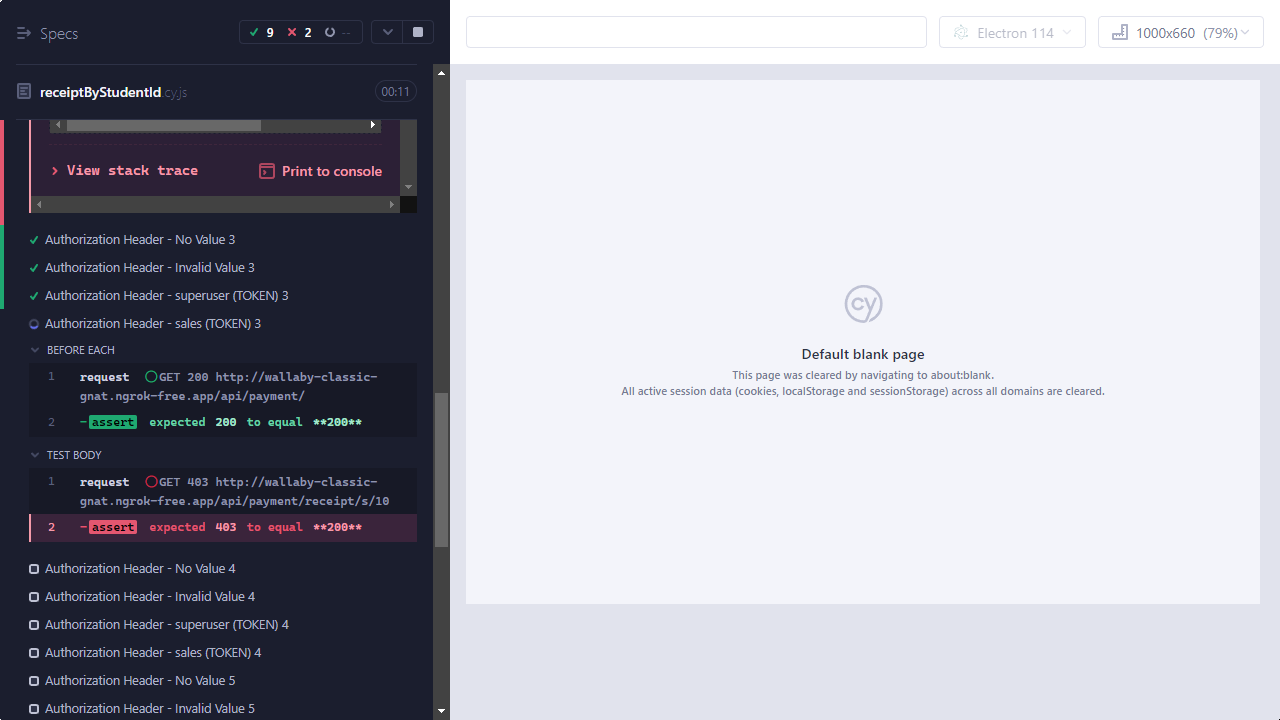 Specs
9 2 --
Electron 114
1000x660 (79%)
receiptByStudentId.cy.js
00:11
View stack trace
Print to console
Authorization Header - No Value 3
Authorization Header - Invalid Value 3
Authorization Header - superuser (TOKEN) 3
Authorization Header - sales (TOKEN) 3
BEFORE EACH
1 request GET 200 http://wallaby-classic-
gnat.ngrok-free.app/api/payment/
2 -assert expected 200 to equal **200**
TEST BODY
1 request GET 403 http://wallaby-classic-
gnat.ngrok-free.app/api/payment/receipt/s/10
2 -assert expected 403 to equal **200**
Authorization Header - No Value 4
Authorization Header - Invalid Value 4
Authorization Header - superuser (TOKEN) 4
Authorization Header - sales (TOKEN) 4
Authorization Header - No Value 5
Authorization Header - Invalid Value 5
cy
Default blank page
This page was cleared by navigating to about:blank.
All active session data (cookies, localStorage and sessionStorage) across all domains are cleared.